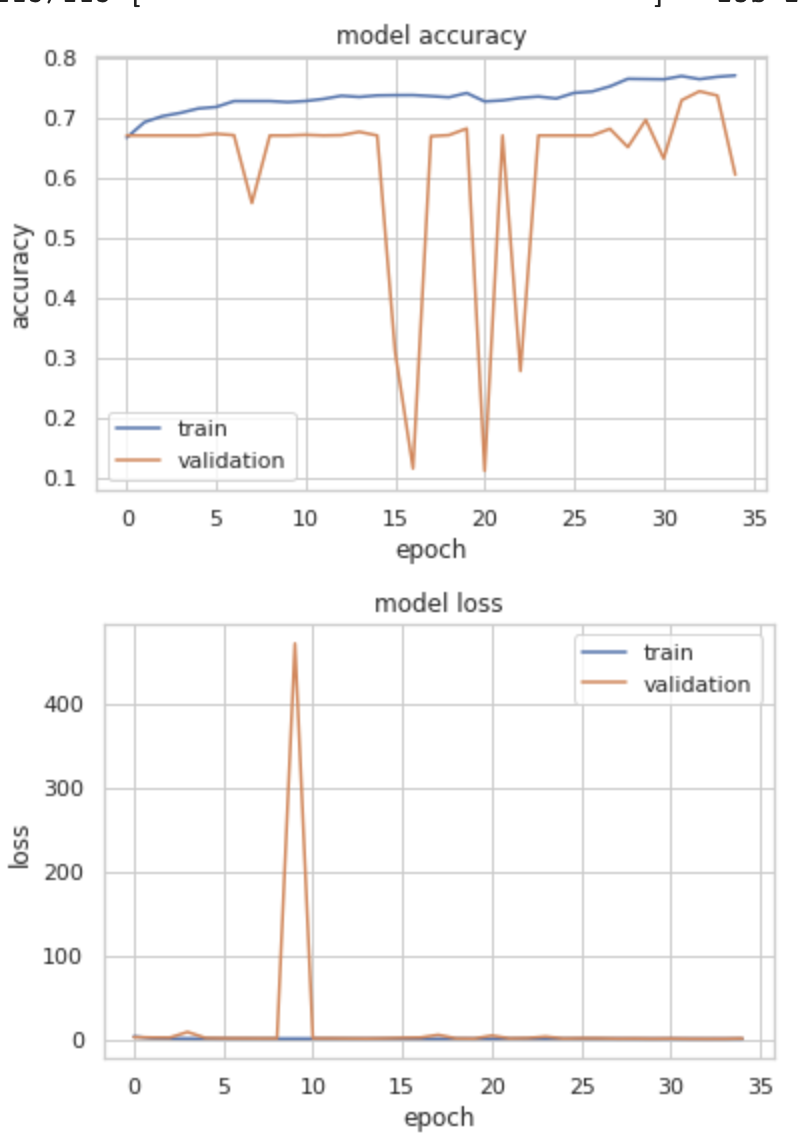 model accuracy
0.8
0.7
0.6
0.5
0.4
0.3
0.2
0.1
accuracy
train
validation
0 5 10 15 20 25 30 35
epoch
model loss
train
validation
400
300
200
100
0
loss
0 5 10 15 20 25 30 35
epoch